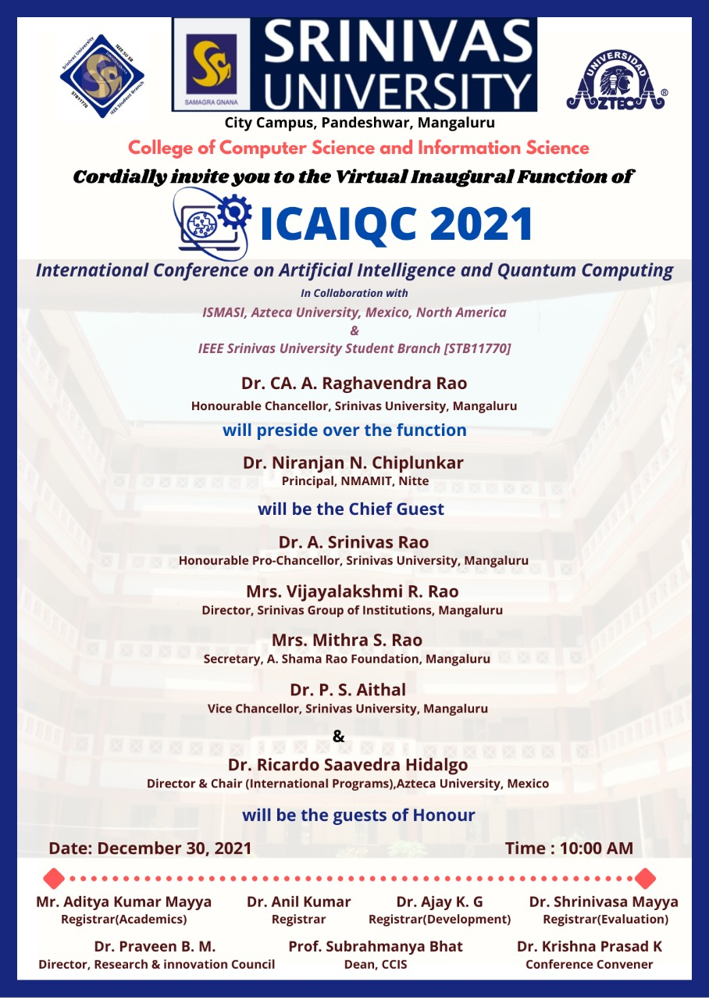 Srinivas University
IEEE SU SB
STB11770
IEEE Student Branch
SAMAGRA GNANA
SRINIVAS
UNIVERSITY
UNIVERSIDAD
AZTECA®
City Campus, Pandeshwar, Mangaluru
College of Computer Science and Information Science
Cordially invite you to the Virtual Inaugural Function of
ICAIQC 2021
International Conference on Artificial Intelligence and Quantum Computing
In Collaboration with
ISMASI, Azteca University, Mexico, North America
&
IEEE Srinivas University Student Branch [STB11770]
Dr. CA. A. Raghavendra Rao
Honourable Chancellor, Srinivas University, Mangaluru
will preside over the function
Dr. Niranjan N. Chiplunkar
Principal, NMAMIT, Nitte
will be the Chief Guest
Dr. A. Srinivas Rao
Honourable Pro-Chancellor, Srinivas University, Mangaluru
Mrs. Vijayalakshmi R. Rao
Director, Srinivas Group of Institutions, Mangaluru
Mrs. Mithra S. Rao
Secretary, A. Shama Rao Foundation, Mangaluru
Dr. P. S. Aithal
Vice Chancellor, Srinivas University, Mangaluru
&
Dr. Ricardo Saavedra Hidalgo
Director & Chair (International Programs),Azteca University, Mexico
will be the guests of Honour
Date: December 30, 2021 Time : 10:00 AM
Mr. Aditya Kumar Mayya Dr. Anil Kumar Dr. Ajay K. G Dr. Shrinivasa Mayya
Registrar(Academics) Registrar Registrar(Development) Registrar(Evaluation)
Dr. Praveen B. M. Prof. Subrahmanya Bhat Dr. Krishna Prasad K
Director, Research & innovation Council Dean, CCIS Conference Convener